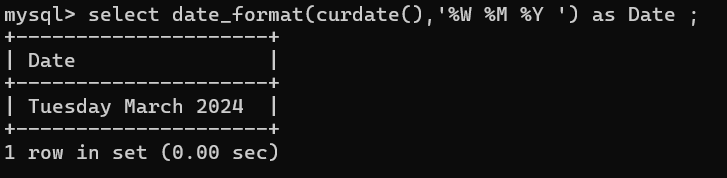 mysql> select date_format(curdate(),'%W %M %Y ') as Date ;
+---------------------+
| Date                |
+---------------------+
| Tuesday March 2024  |
+---------------------+
1 row in set (0.00 sec)